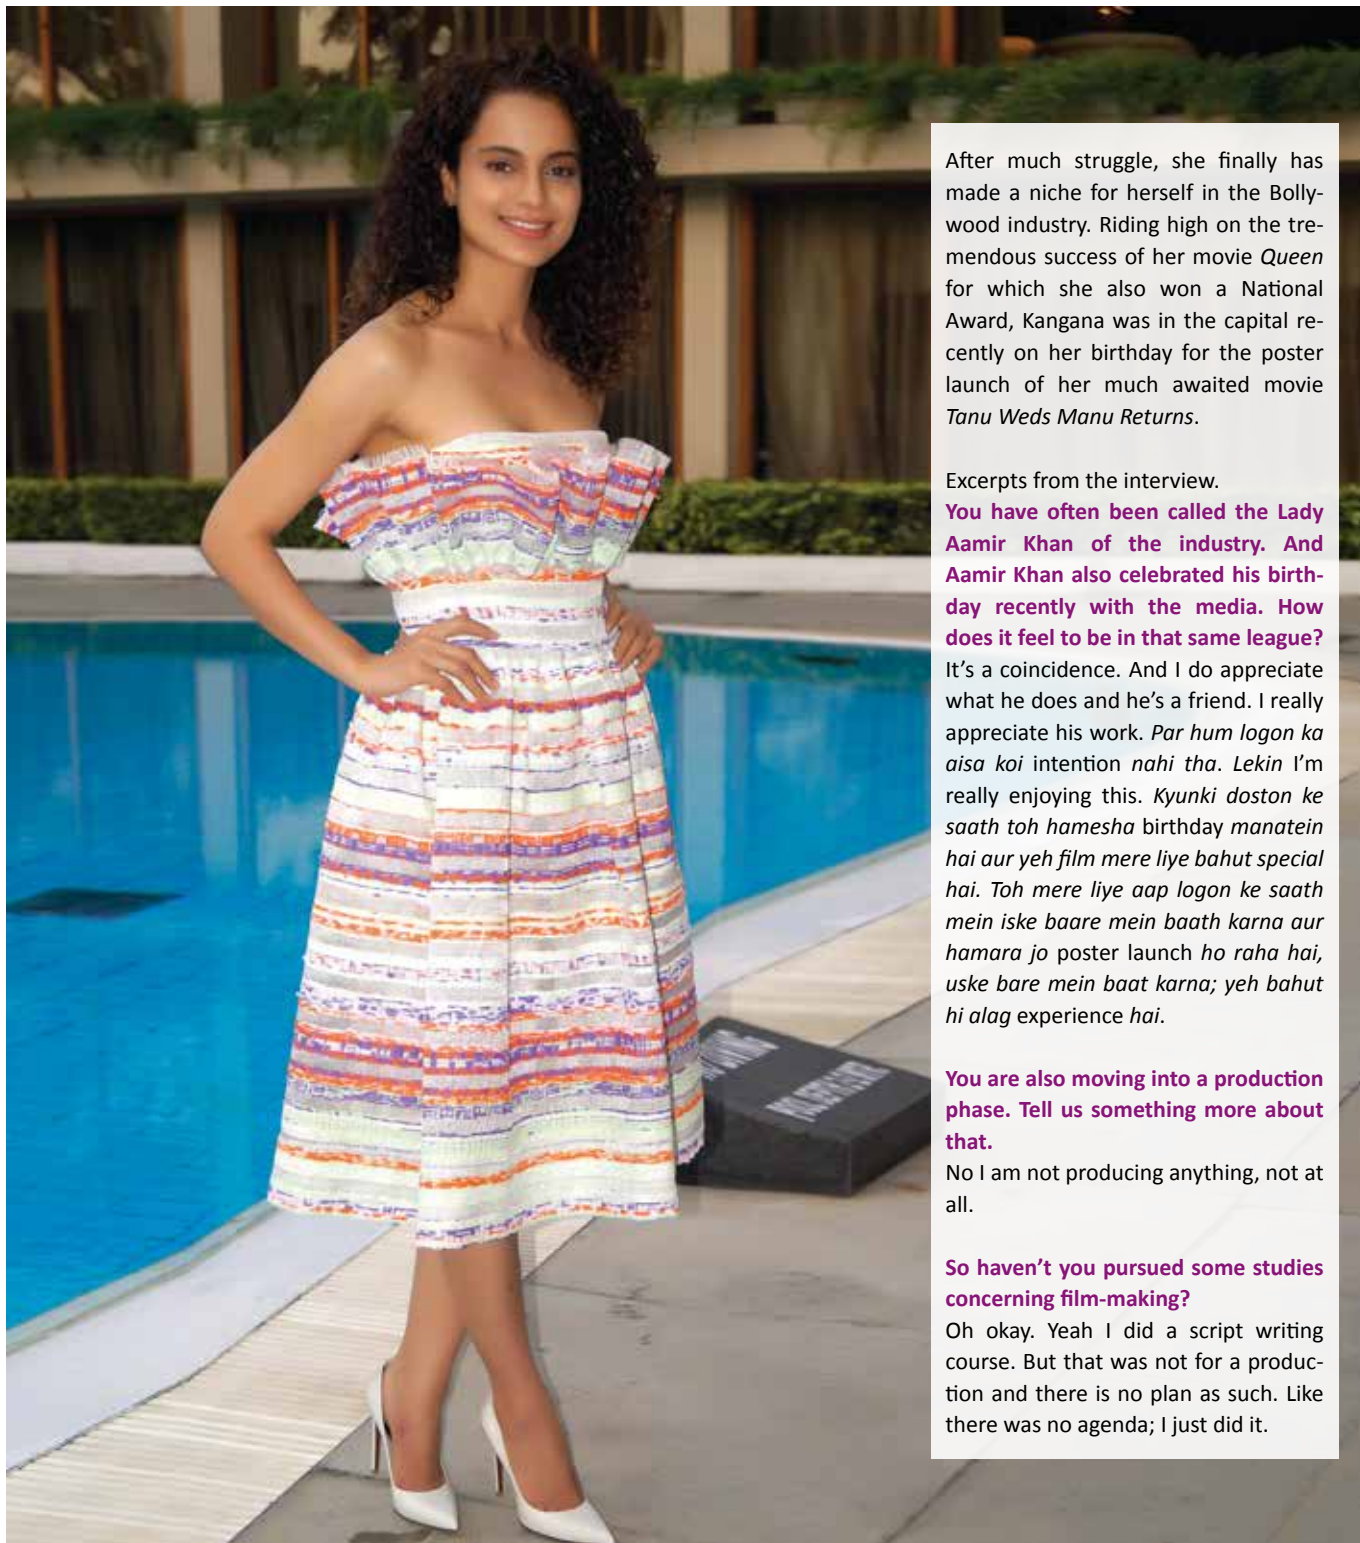 After much struggle, she finally has
made a niche for herself in the Bolly-
wood industry. Riding high on the tre-
mendous success of her movie Queen
for which she also won a National
Award, Kangana was in the capital re-
cently on her birthday for the poster
launch of her much awaited movie
Tanu Weds Manu Returns.
Excerpts from the interview.
You have often been called the Lady
Aamir Khan of the industry. And
Aamir Khan also celebrated his birth-
day recently with the media. How
does it feel to be in that same league?
It’s a coincidence. And I do appreciate
what he does and he’s a friend. I really
appreciate his work. Par hum logon ka
aisa koi intention nahi tha. Lekin I’m
really enjoying this. Kyunki doston ke
saath toh hamesha birthday manatein
hai aur yeh film mere liye bahut special
hai. Toh mere liye aap logon ke saath
mein iske baare mein baath karna aur
hamara jo poster launch ho raha hai,
uske bare mein baat karna; yeh bahut
hi alag experience hai.
You are also moving into a production
phase. Tell us something more about
that.
No I am not producing anything, not at
all.
So haven’t you pursued some studies
concerning film-making?
Oh okay. Yeah I did a script writing
course. But that was not for a produc-
tion and there is no plan as such. Like
there was no agenda; I just did it.